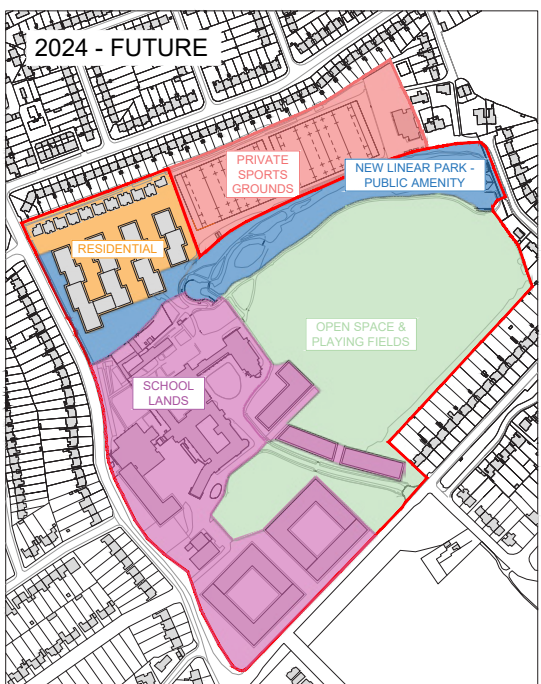 2024 - FUTURE
PRIVATE
SPORTS
GROUNDS
NEW LINEAR PARK -
PUBLIC AMENITY
RESIDENTIAL
OPEN SPACE &
PLAYING FIELDS
SCHOOL
LANDS